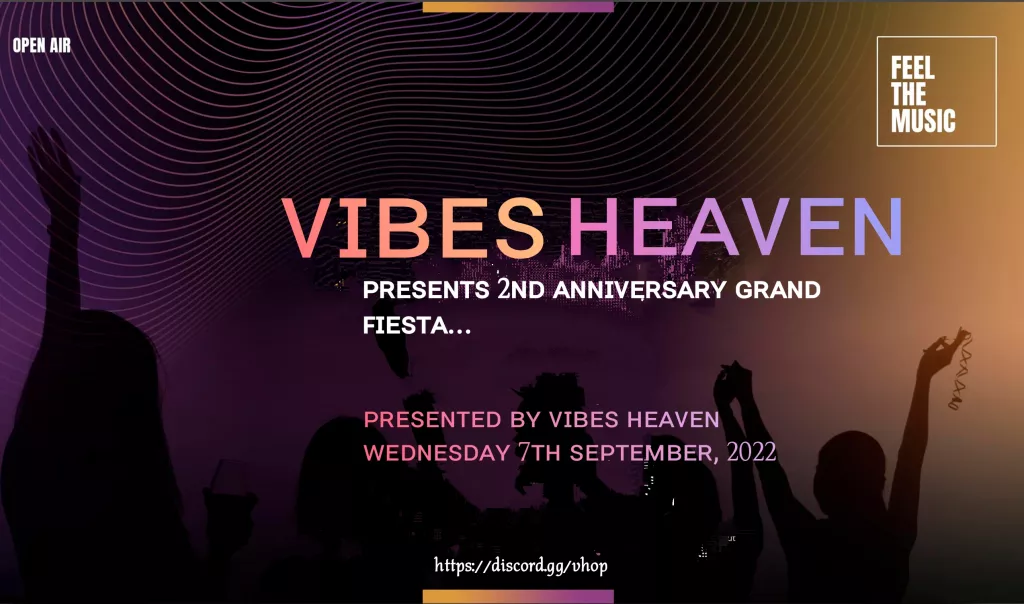 OPEN AIR
FEEL
THE
MUSIC
VIBES HEAVEN
PRESENTS 2ND ANNIVERSARY GRAND
FIESTA...
PRESENTED BY VIBES HEAVEN
WEDNESDAY 7TH SEPTEMBER, 2022
https://discord.gg/vhop